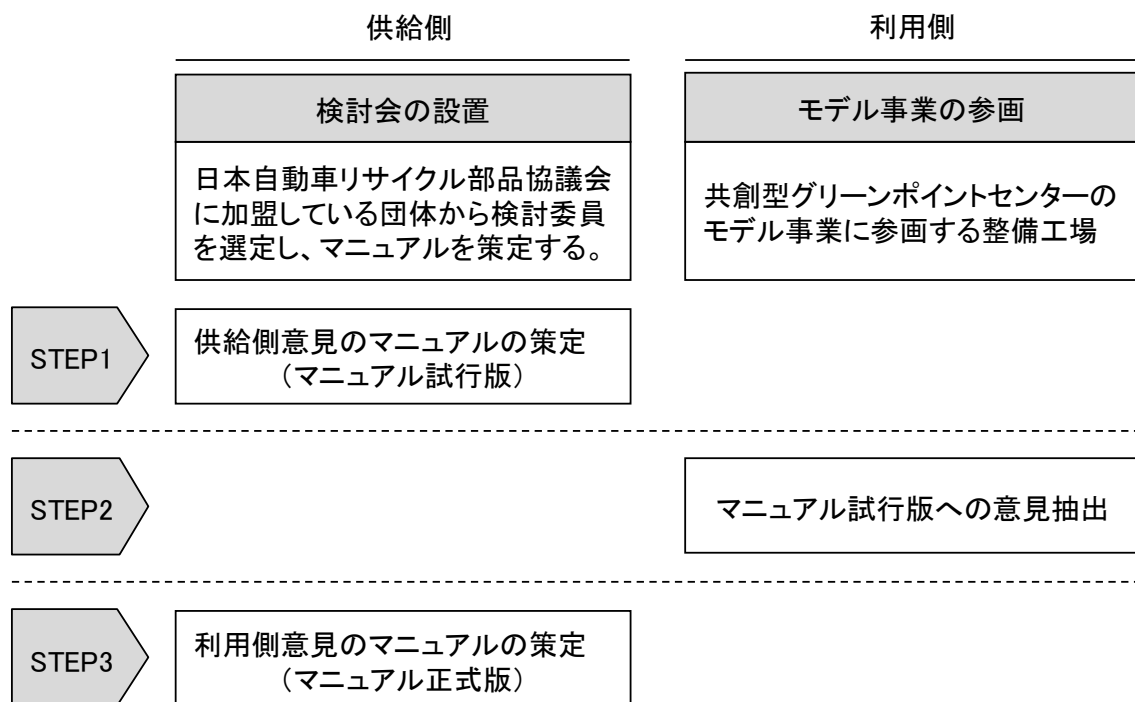 供給側
利用側
検討会の設置
モデル事業の参画
日本自動車リサイクル部品協議会
に加盟している団体から検討委員
を選定し、マニュアルを策定する。
共創型グリーンポイントセンターの
モデル事業に参画する整備工場
STEP1
供給側意見のマニュアルの策定
（マニュアル試行版）
STEP2
マニュアル試行版への意見抽出
STEP3
利用側意見のマニュアルの策定
（マニュアル正式版）